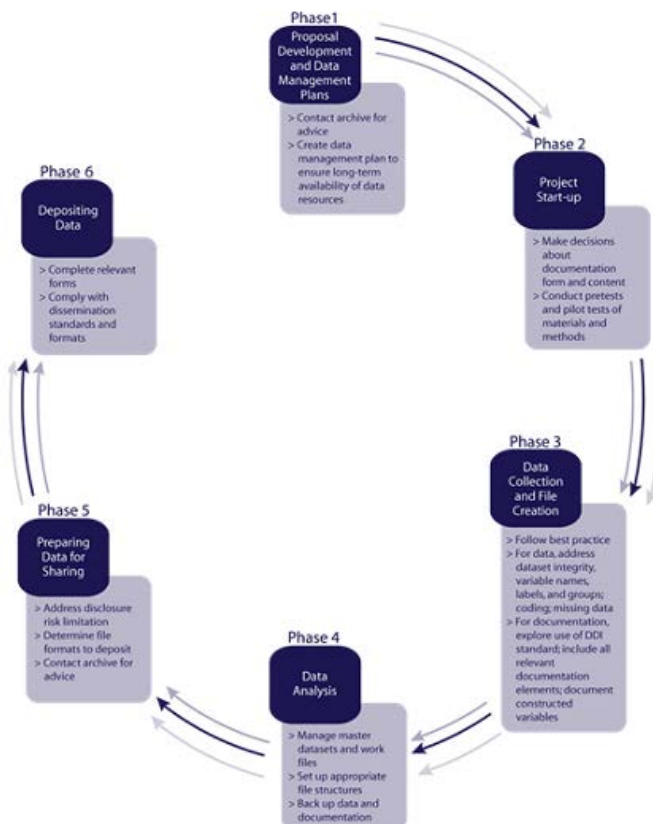 Phase1
Proposal
Development
and Data
Management
Plans
> Contact archive for
advice
> Create data
management plan to
ensure long-term
availability of data
resources
Phase 2
Project
Start-up
> Make decisions
about
documentation
form and content
> Conduct pretests
and pilot tests of
materials and
methods
Phase 3
Data
Collection
and File
Creation
> Follow best practice
> For data, address
dataset integrity,
variable names,
labels, and groups;
coding; missing data
> For documentation,
explore use of DDI
standard; include all
relevant
documentation
elements; document
constructed
variables
Phase 4
Data
Analysis
> Manage master
datasets and work
files
> Set up appropriate
file structures
> Back up data and
documentation
Phase 5
Preparing
Data for
Sharing
> Address disclosure
risk limitation
> Determine file
formats to deposit
> Contact archive for
advice
Phase 6
Depositing
Data
> Complete relevant
forms
> Comply with
dissemination
standards and
formats